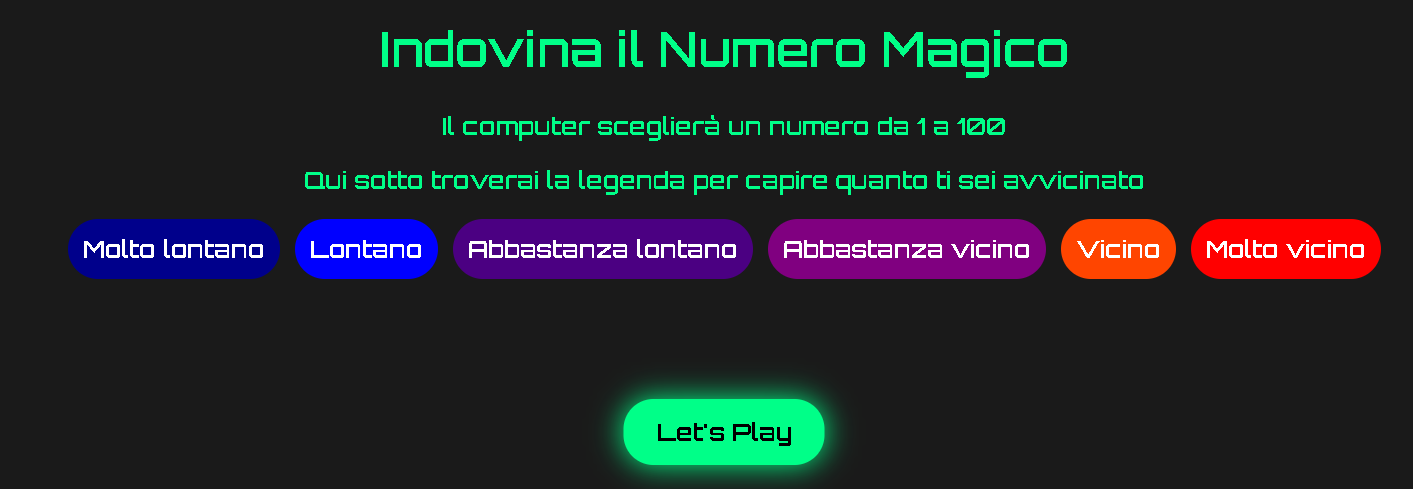 Indovina il Numero Magico
Il computer sceglierà un numero da 1 a 100
Qui sotto troverai la legenda per capire quanto ti sei avvicinato
Molto lontano Lontano Abbastanza lontano Abbastanza vicino Vicino Molto vicino
Let's Play